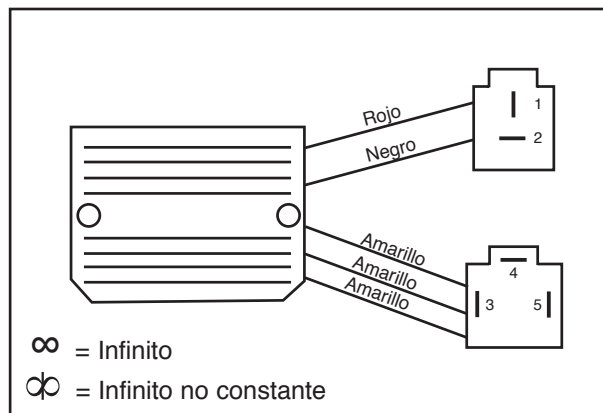 Rojo
Negro
1
2
Amarillo
Amarillo
Amarillo
4
3
5
∞ = Infinito
= Infinito no constante